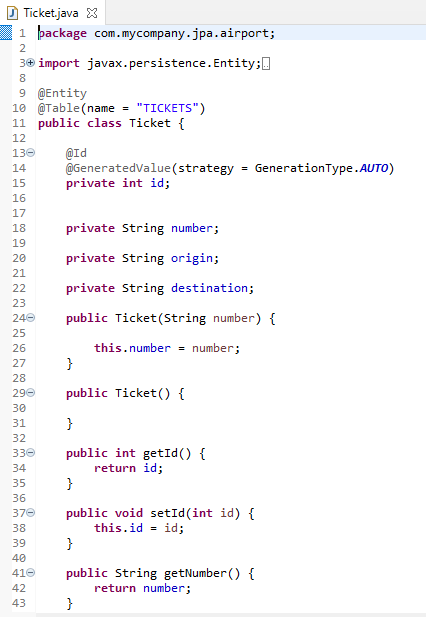 Ticket.java
1 package com.mycompany.jpa.airport;
2
3 import javax.persistence.Entity;
8
9 @Entity
10 @Table(name = "TICKETS")
11 public class Ticket {
12
13 @Id
14 @GeneratedValue(strategy = GenerationType.AUTO)
15 private int id;
16
17
18 private String number;
19
20 private String origin;
21
22 private String destination;
23
24 public Ticket(String number) {
25
26 this.number = number;
27 }
28
29 public Ticket() {
30
31 }
32
33 public int getId() {
34 return id;
35 }
36
37 public void setId(int id) {
38 this.id = id;
39 }
40
41 public String getNumber() {
42 return number;
43 }